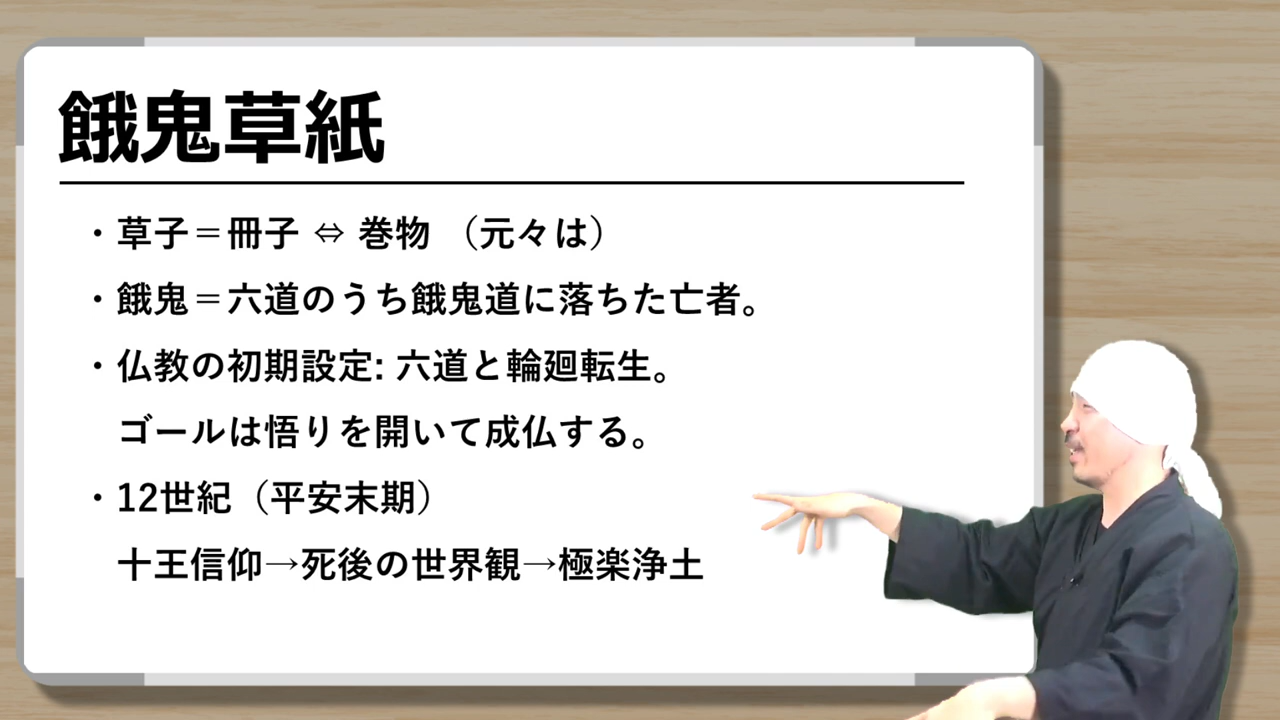 餓鬼草紙
・草子＝冊子 ⇔ 巻物 （元々は）
・餓鬼＝六道のうち餓鬼道に落ちた亡者。
・仏教の初期設定: 六道と輪廻転生。
ゴールは悟りを開いて成仏する。
・12世紀（平安末期）
十王信仰→死後の世界観→極楽浄土